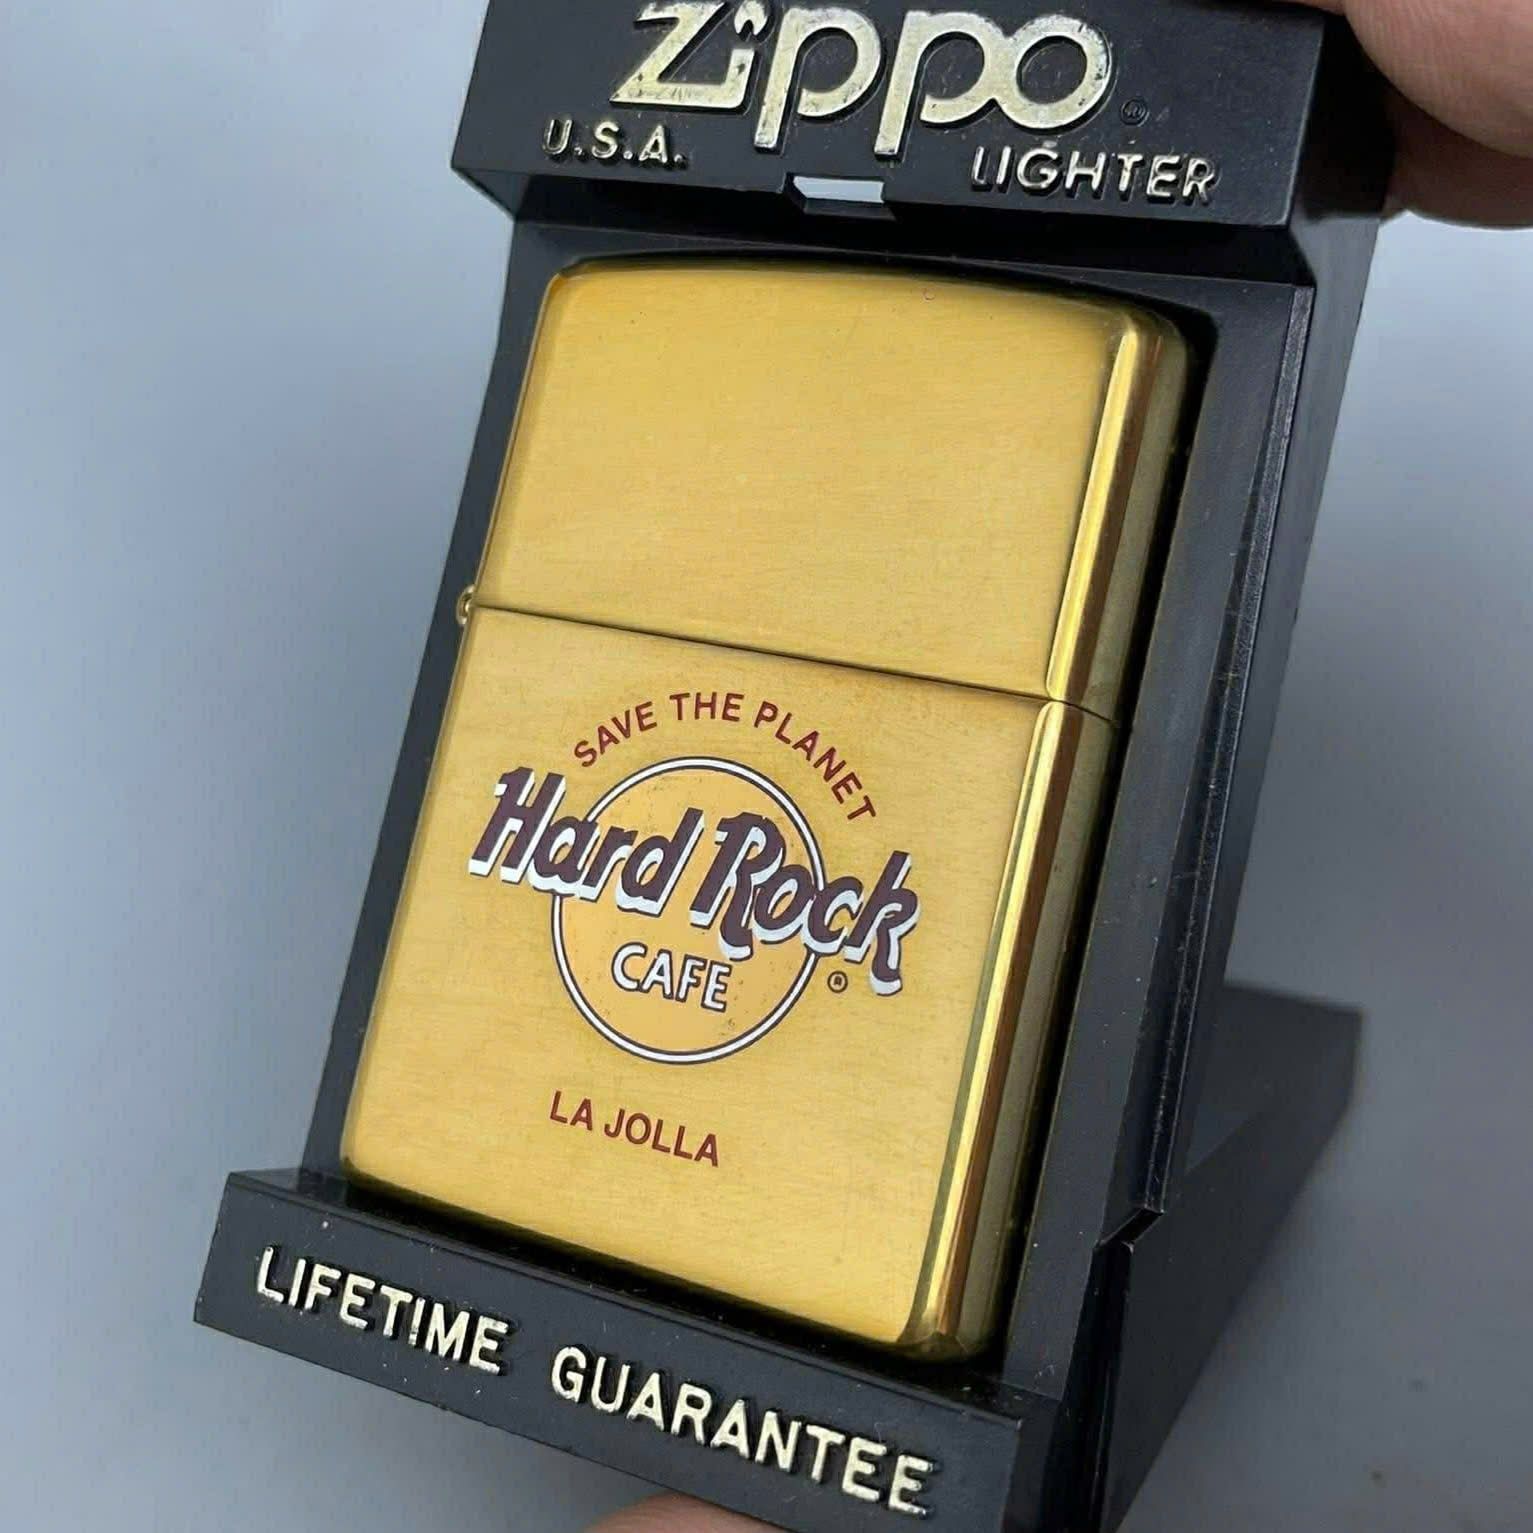 Zippo®
U.S.A. LIGHTER
SAVE THE PLANET
Hard Rock
CAFE ®
LA JOLLA
LIFETIME GUARANTEE